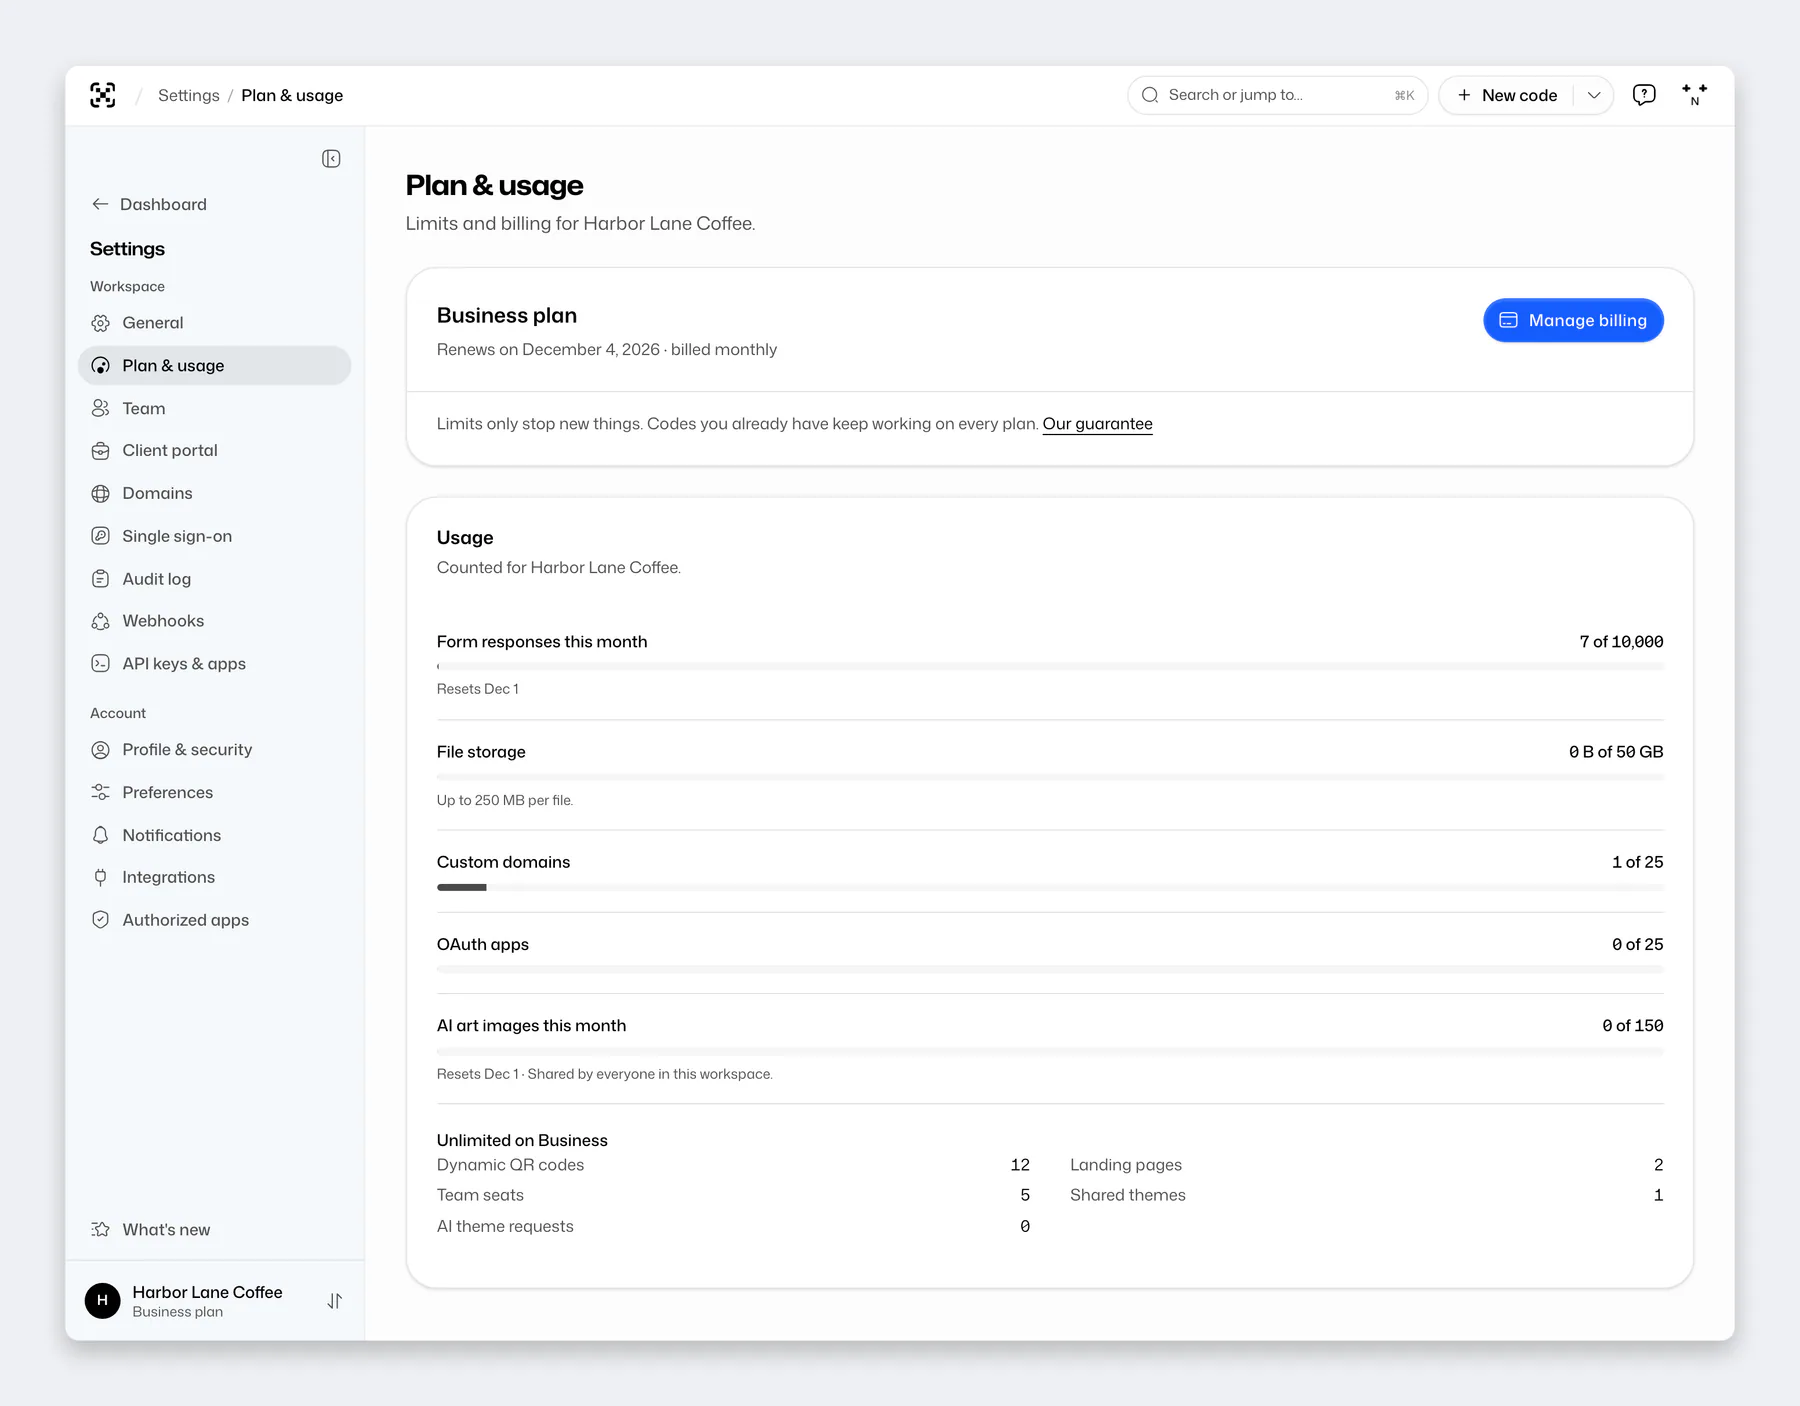 Settings / Plan & usage
Search or jump to... ⌘K
+ New code
?
N
Dashboard
Settings
Workspace
General
Plan & usage
Team
Client portal
Domains
Single sign-on
Audit log
Webhooks
API keys & apps
Account
Profile & security
Preferences
Notifications
Integrations
Authorized apps
What's new
H
Harbor Lane Coffee
Business plan
Plan & usage
Limits and billing for Harbor Lane Coffee.
Business plan
Renews on December 4, 2026 · billed monthly
Manage billing
Limits only stop new things. Codes you already have keep working on every plan. Our guarantee
Usage
Counted for Harbor Lane Coffee.
Form responses this month 7 of 10,000
Resets Dec 1
File storage 0 B of 50 GB
Up to 250 MB per file.
Custom domains 1 of 25
OAuth apps 0 of 25
AI art images this month 0 of 150
Resets Dec 1 · Shared by everyone in this workspace.
Unlimited on Business
Dynamic QR codes 12
Landing pages 2
Team seats 5
Shared themes 1
AI theme requests 0